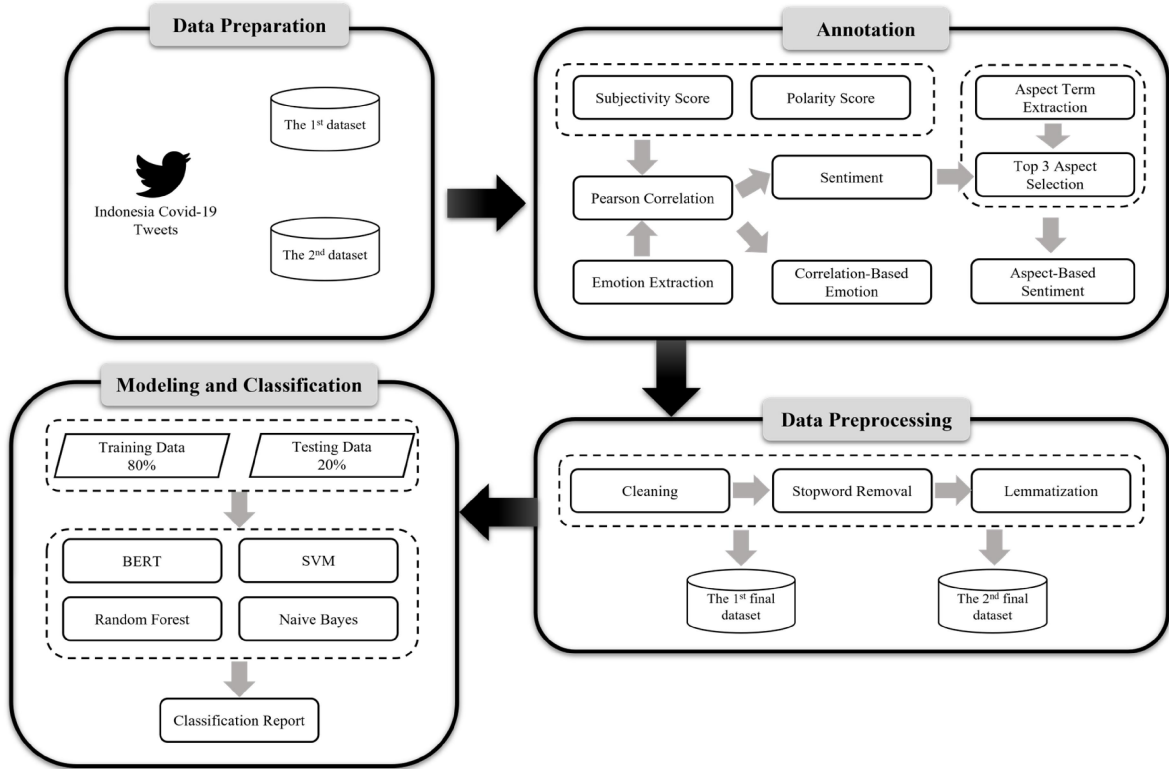 Data Preparation
The 1st dataset
Indonesia Covid-19
Tweets
The 2nd dataset
Annotation
Subjectivity Score
Polarity Score
Aspect Term
Extraction
Pearson Correlation
Sentiment
Top 3 Aspect
Selection
Emotion Extraction
Correlation-Based
Emotion
Aspect-Based
Sentiment
Modeling and Classification
Training Data
80%
Testing Data
20%
BERT
SVM
Random Forest
Naive Bayes
Classification Report
Data Preprocessing
Cleaning
Stopword Removal
Lemmatization
The 1st final
dataset
The 2nd final
dataset